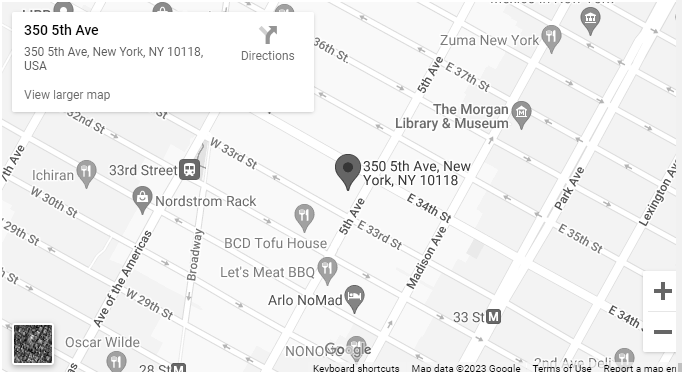 350 5th Ave
350 5th Ave, New York, NY 10118,
USA
Directions
View larger map
Zuma New York
E 37th St
5th Ave
The Morgan
Library & Museum
32nd St
W 33rd St
7th Ave
Ichiran
33rd Street
350 5th Ave, New
York, NY 10118
Park Ave
Lexington Ave
W 30th St
Nordstrom Rack
E 34th St
5th Ave
E 33rd St
E 35th St
W 29th St
BCD Tofu House
Broadway
Madison Ave
Ave of the Americas
Let's Meat BBQ
Arlo NoMad
W 29th St
33 St
M
E 34th St
+
−
Oscar Wilde
NONO
Google
28 St
M
2nd Ave Deli
Keyboard shortcuts
Map data ©2023 Google
Terms of Use
Report a map